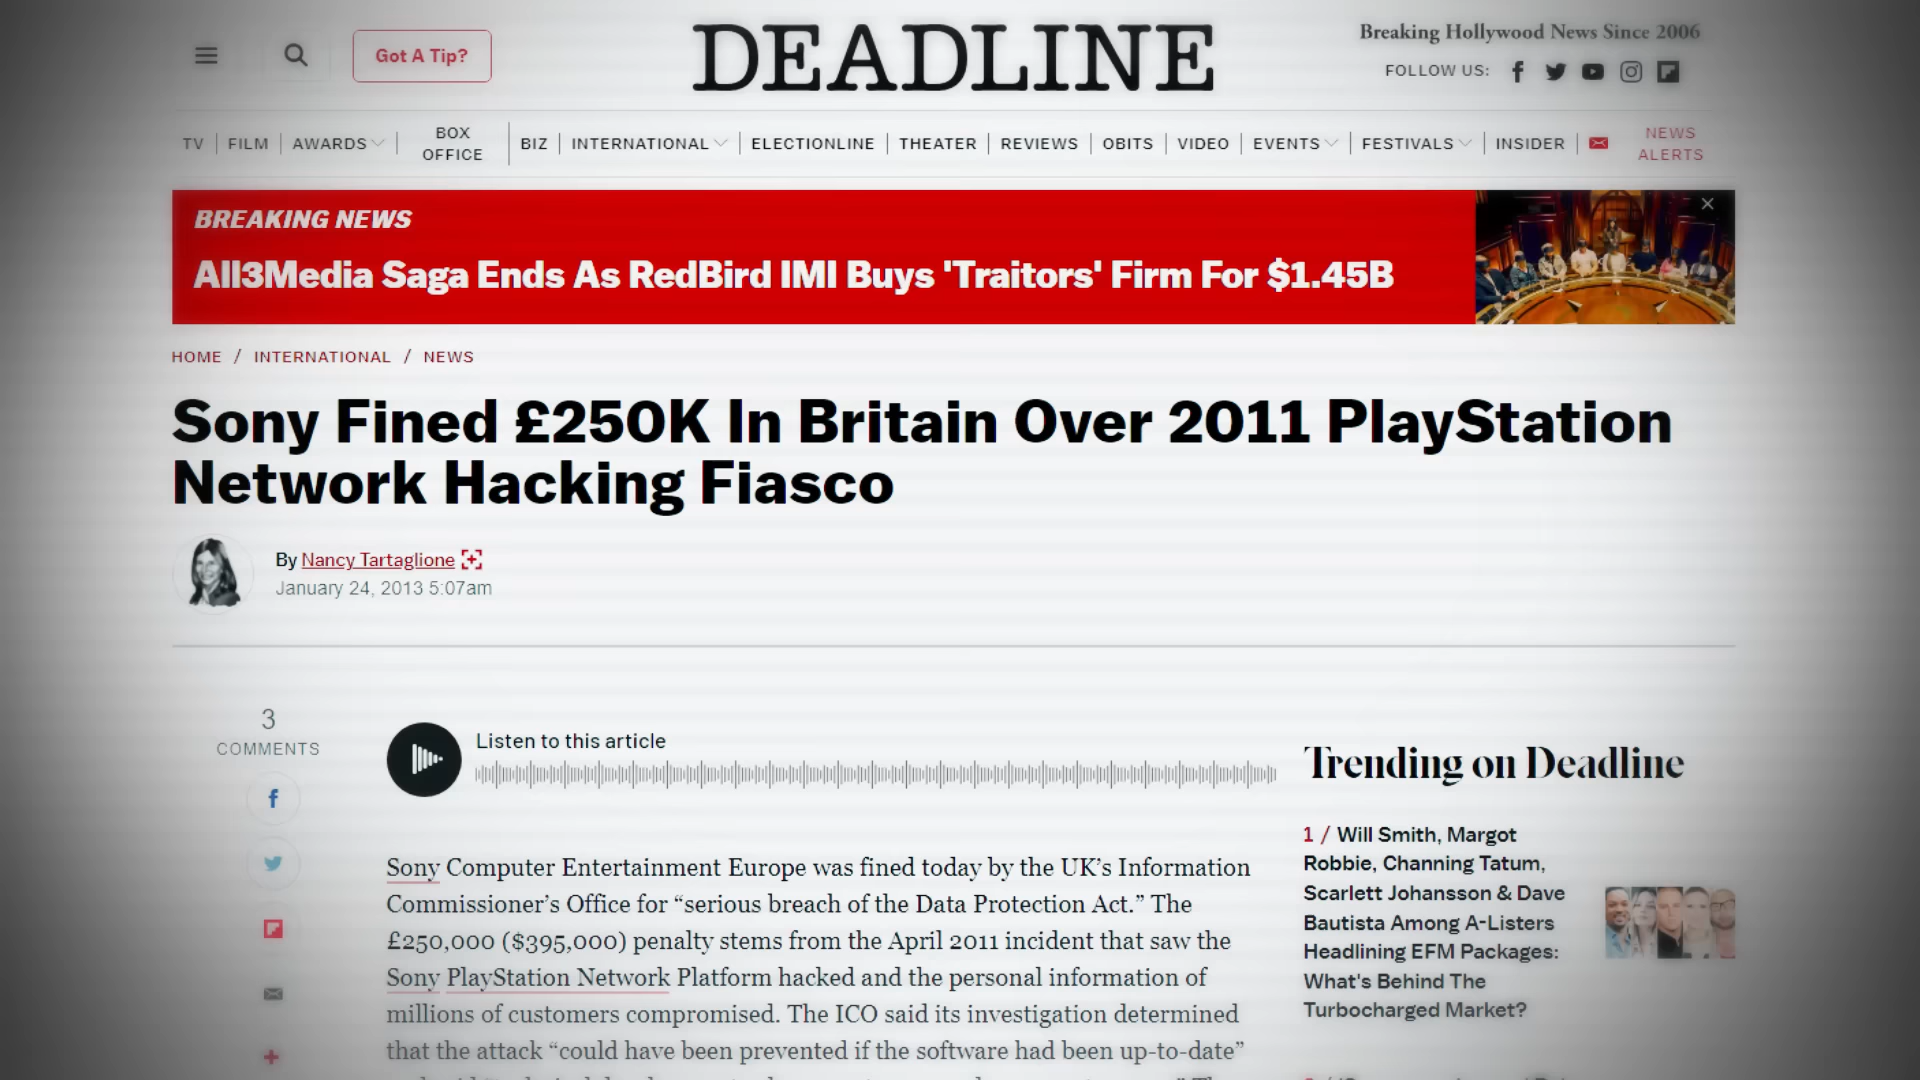 Got A Tip?
DEADLINE
Breaking Hollywood News Since 2006
FOLLOW US:
TV
FILM
AWARDS
BOX
OFFICE
BIZ
INTERNATIONAL
ELECTIONLINE
THEATER
REVIEWS
OBITS
VIDEO
EVENTS
FESTIVALS
INSIDER
NEWS
ALERTS
BREAKING NEWS
All3Media Saga Ends As RedBird IMI Buys 'Traitors' Firm For $1.45B
HOME / INTERNATIONAL / NEWS
Sony Fined £250K In Britain Over 2011 PlayStation
Network Hacking Fiasco
By Nancy Tartaglione
January 24, 2013 5:07am
3
COMMENTS
Listen to this article
Sony Computer Entertainment Europe was fined today by the UK’s Information
Commissioner’s Office for “serious breach of the Data Protection Act.” The
£250,000 ($395,000) penalty stems from the April 2011 incident that saw the
Sony PlayStation Network Platform hacked and the personal information of
millions of customers compromised. The ICO said its investigation determined
that the attack “could have been prevented if the software had been up-to-date”
Trending on Deadline
1 / Will Smith, Margot
Robbie, Channing Tatum,
Scarlett Johansson & Dave
Bautista Among A-Listers
Headlining EFM Packages:
What's Behind The
Turbocharged Market?